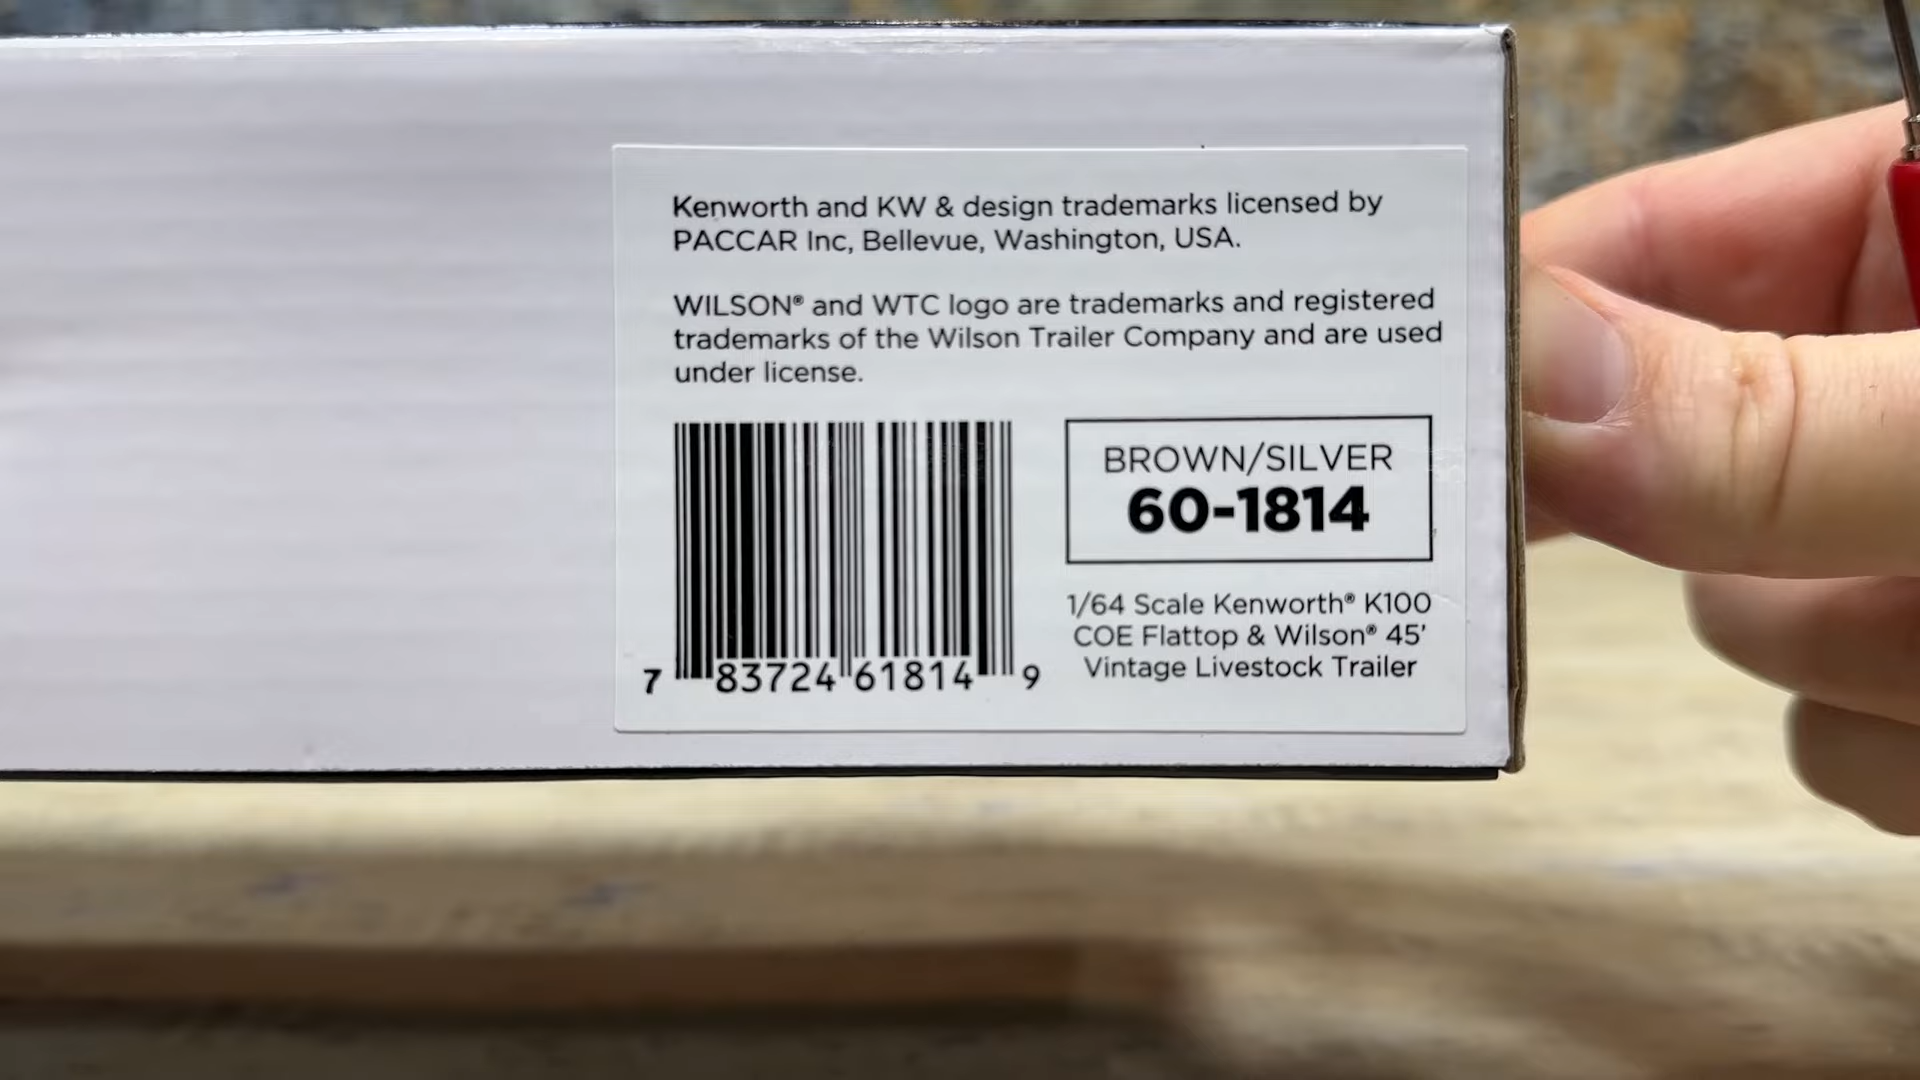 Kenworth and KW & design trademarks licensed by
PACCAR Inc, Bellevue, Washington, USA.
WILSON® and WTC logo are trademarks and registered
trademarks of the Wilson Trailer Company and are used
under license.
BROWN/SILVER
60-1814
7 83724 61814 9
1/64 Scale Kenworth® K100
COE Flattop & Wilson® 45'
Vintage Livestock Trailer